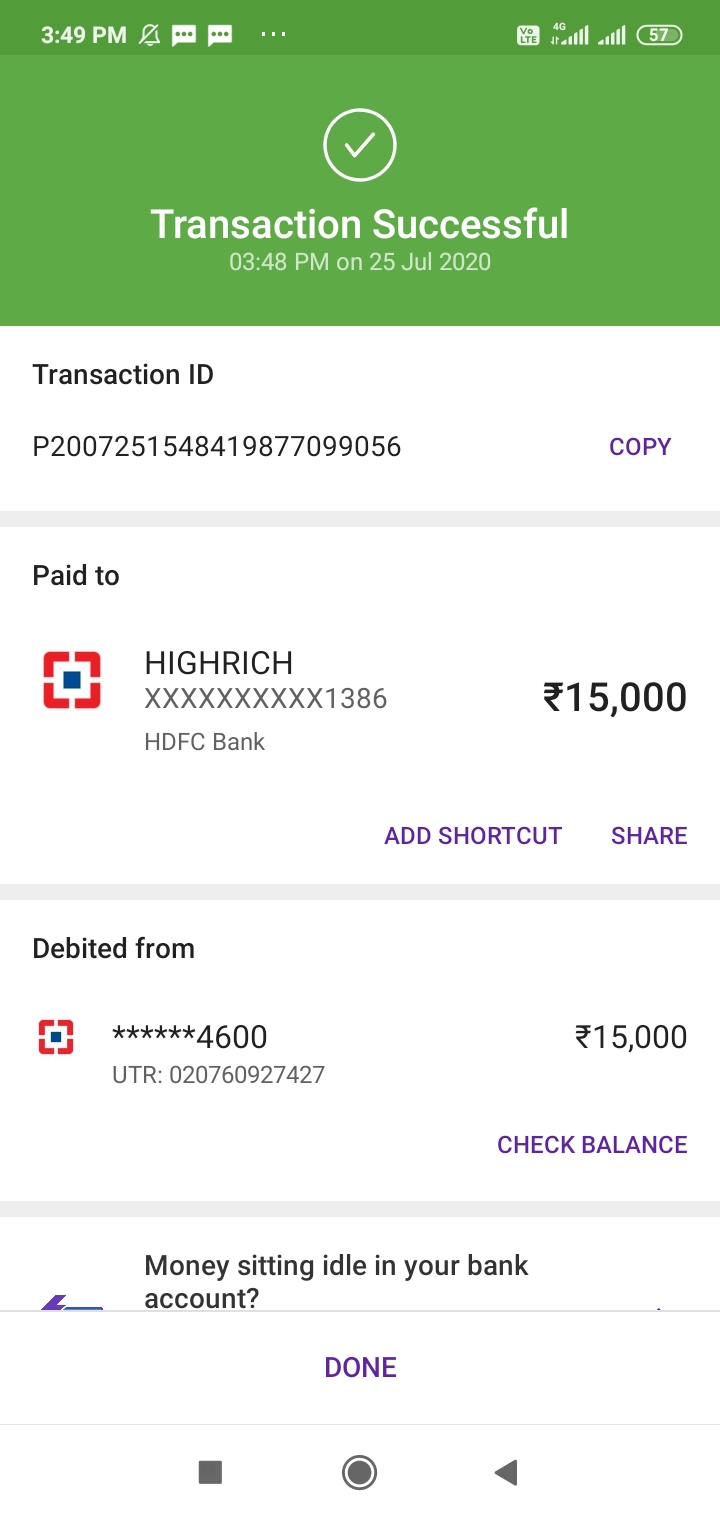 3:49 PM ... Vo LTE 4G 57
Transaction Successful
03:48 PM on 25 Jul 2020
Transaction ID
P2007251548419877099056 COPY
Paid to
HIGHRICH
XXXXXXXXXX1386 ₹15,000
HDFC Bank
ADD SHORTCUT SHARE
Debited from
******4600 ₹15,000
UTR: 020760927427
CHECK BALANCE
Money sitting idle in your bank
account?
DONE